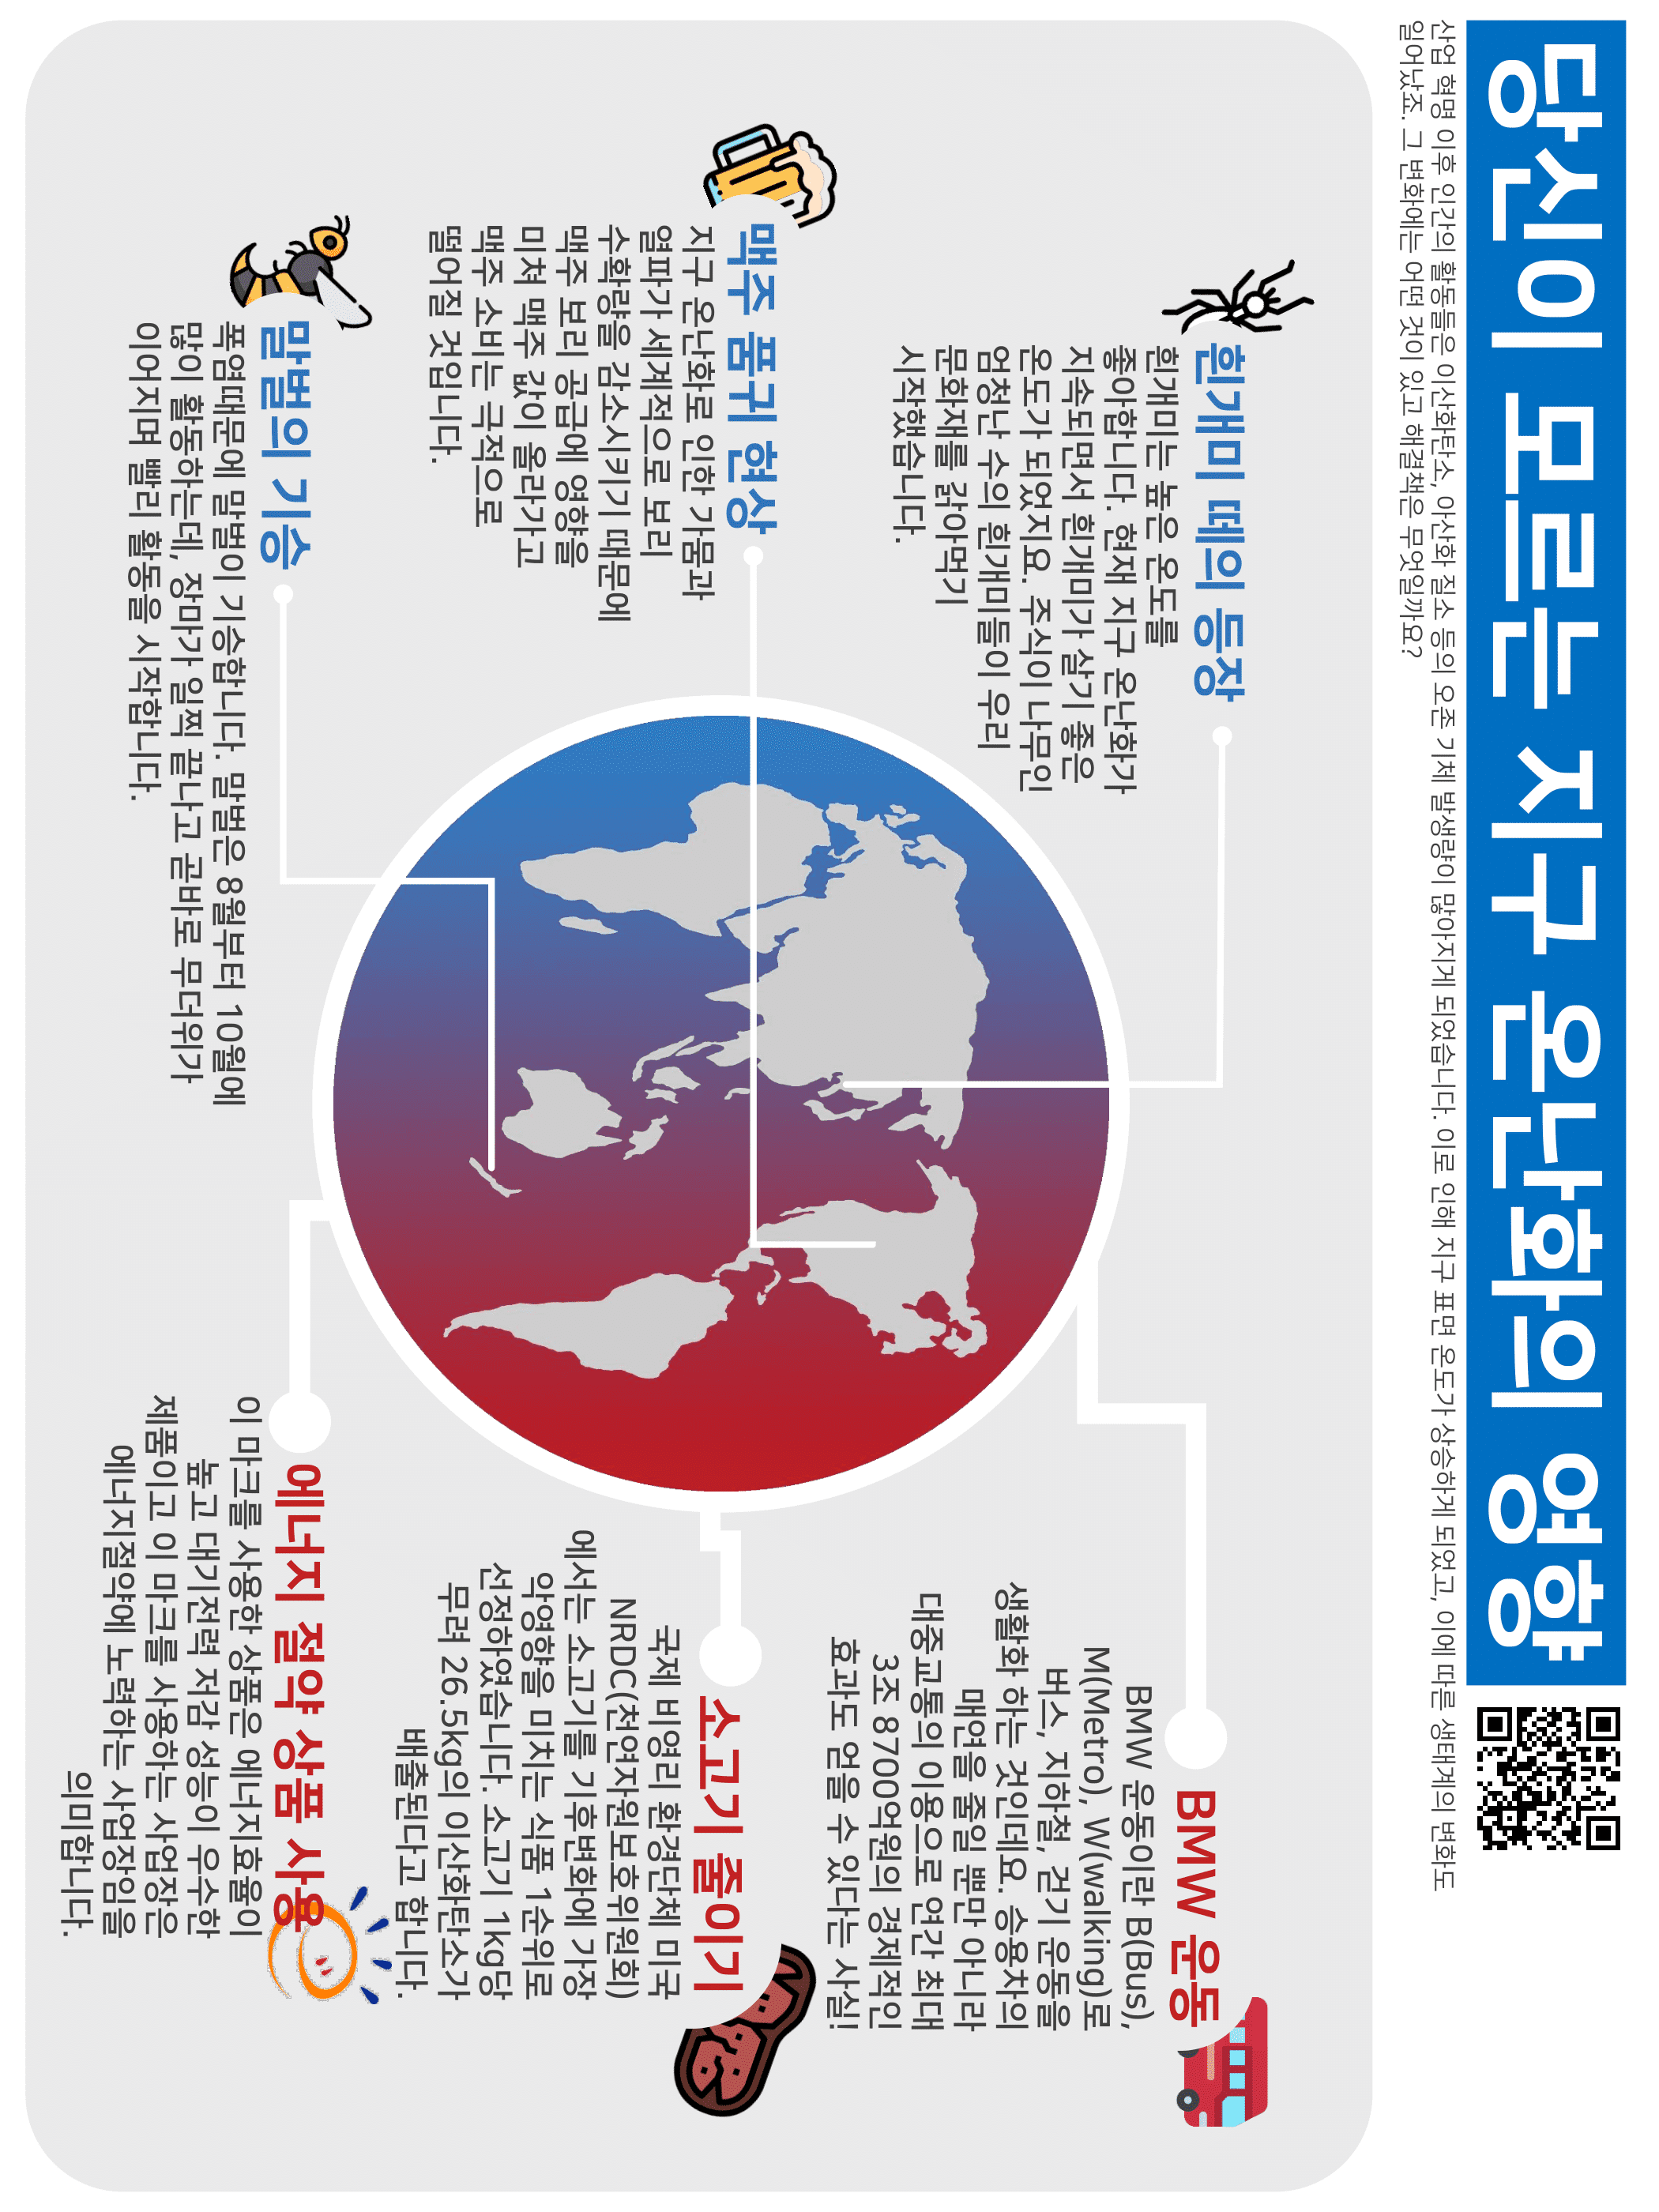 당신이 모르는 지구 온난화의 영향
산업 혁명 이후 인간의 활동들은 이산화탄소, 아산화 질소 등의 오존 기체 발생량이 많아지게 되었습니다. 이로 인해 지구 표면 온도가 상승하게 되었고, 이에 따른 생태계의 변화도
일어났죠. 그 변화에는 어떤 것이 있고 해결책은 무엇일까요?
흰개미 떼의 등장
흰개미는 높은 온도를
좋아합니다. 현재 지구 온난화가
지속되면서 흰개미가 살기 좋은
온도가 되었지요. 주식이 나무인
엄청난 수의 흰개미들이 우리
문화재를 갉아먹기
시작했습니다.
맥주 품귀 현상
지구 온난화로 인한 가뭄과
열파가 세계적으로 보리
수확량을 감소시키기 때문에
맥주 보리 공급에 영향을
미쳐 맥주 값이 올라가고
맥주 소비는 극적으로
떨어질 것입니다.
말벌의 기승
폭염때문에 말벌이 기승합니다. 말벌은 8월부터 10월에
많이 활동하는데, 장마가 일찍 끝나고 곧바로 무더위가
이어지며 빨리 활동을 시작합니다.
BMW 운동
BMW 운동이란 B(Bus),
M(Metro), W(walking)로
버스, 지하철, 걷기 운동을
생활화 하는 것인데요. 승용차의
매연을 줄일 뿐만 아니라
대중교통의 이용으로 연간 최대
3조 8700억원의 경제적인
효과도 얻을 수 있다는 사실!
소고기 줄이기
국제 비영리 환경단체 미국
NRDC(천연자원보호위원회)
에서는 소고기를 기후변화에 가장
악영향을 미치는 식품 1순위로
선정하였습니다. 소고기 1kg당
무려 26.5kg의 이산화탄소가
배출된다고 합니다.
에너지 절약 상품 사용
이 마크를 사용한 상품은 에너지효율이
높고 대기전력 저감 성능이 우수한
제품이고 이 마크를 사용하는 사업장은
에너지절약에 노력하는 사업장임을
의미합니다.